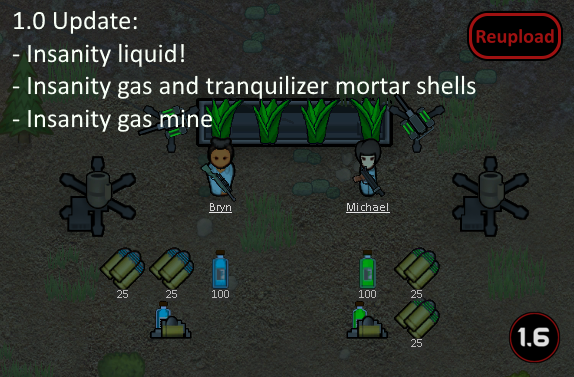 1.0 Update:
Reupload
- Insanity liquid!
- Insanity gas and tranquilizer mortar shells
- Insanity gas mine
Bryn
Michael
25
25
100
100
25
25
1.6